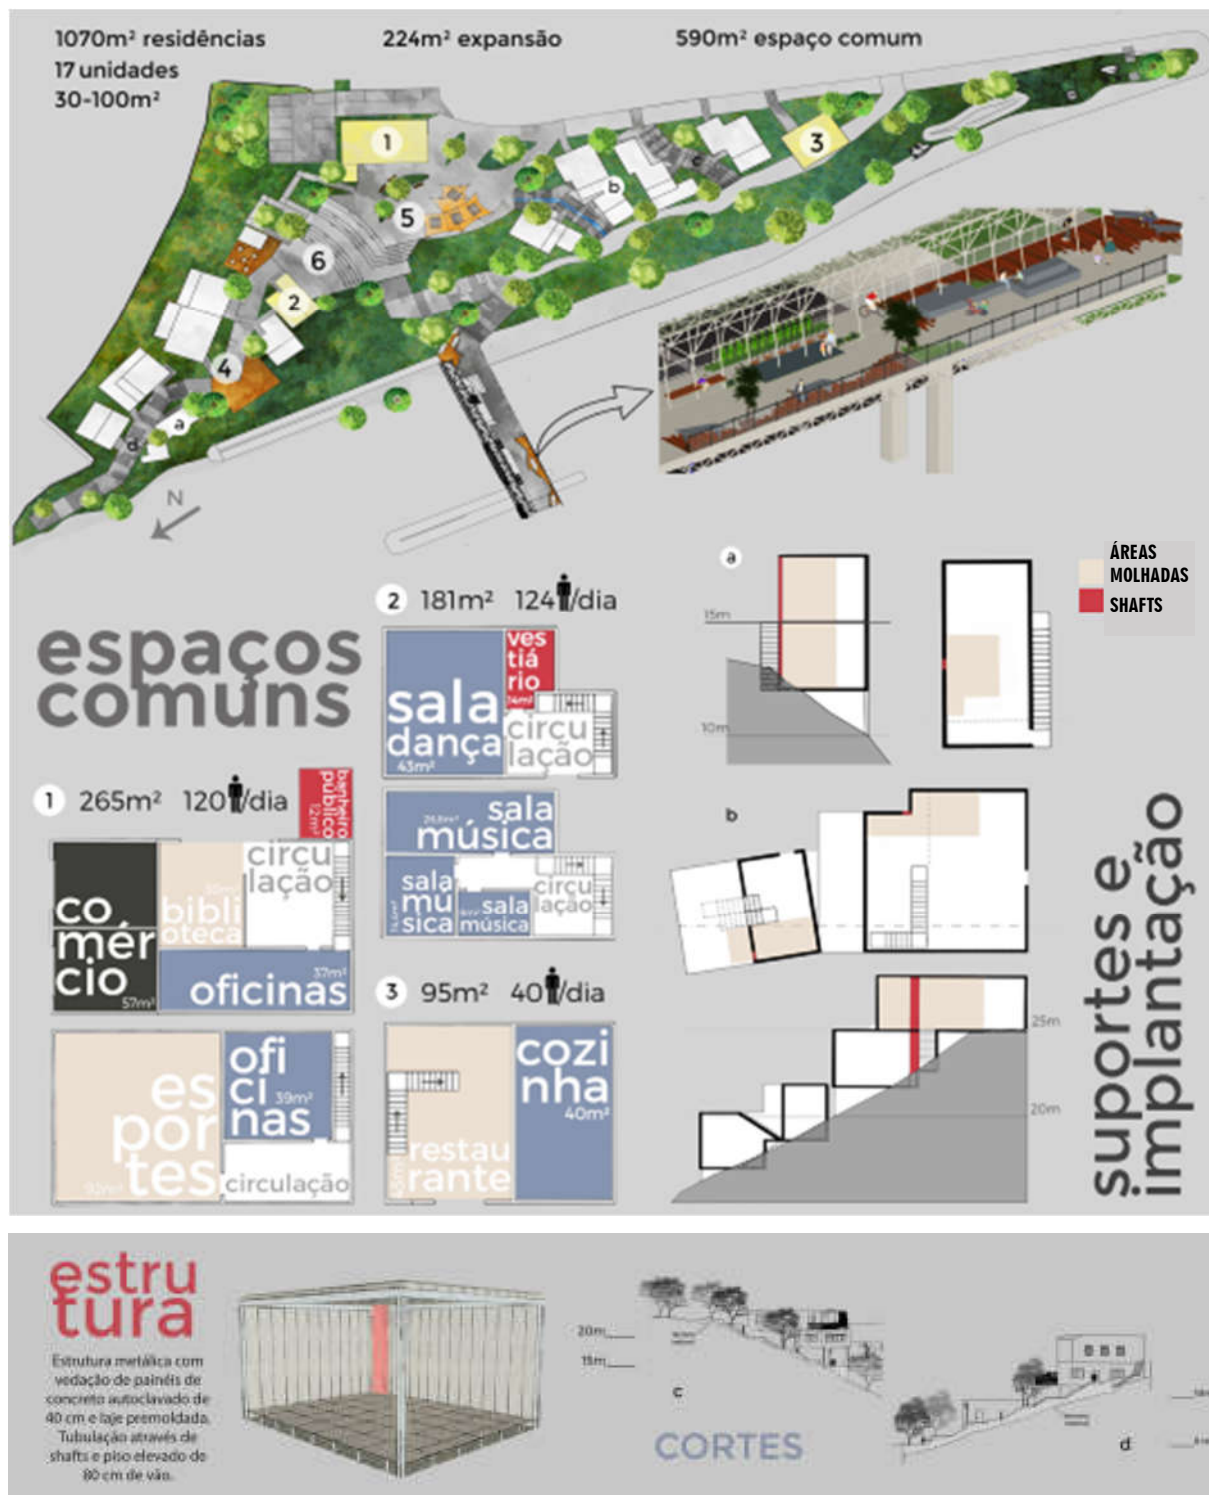 1070m² residências
224m² expansão
590m² espaço comum
17 unidades
30-100m²
1
3
b
c
5
6
2
4
a
d
N
espaços
comuns
1 265m² 120/dia
banheiro
público
12m²
co
mér
cio
57m²
bibli
oteca
circu
lação
37m²
oficinas
es
por
tes
92m²
ofi
ci
nas
39m²
circulação
2 181m² 124/dia
sala
dança
43m²
ves
tiá
rio
14m²
circu
lação
sala
música
sala
mú
sica
sala
música
circu
lação
3 95m² 40/dia
restau
rante
cozi
nha
40m²
a
15m
10m
ÁREAS
MOLHADAS
SHAFTS
b
25m
20m
suportes e
implantação
estru
tura
Estrutura metálica com
vedação de painéis de
concreto autoclavado de
40 cm e laje premoldada.
Tubulação através de
shafts e piso elevado de
80 cm de vão.
20m
15m
c
CORTES
d